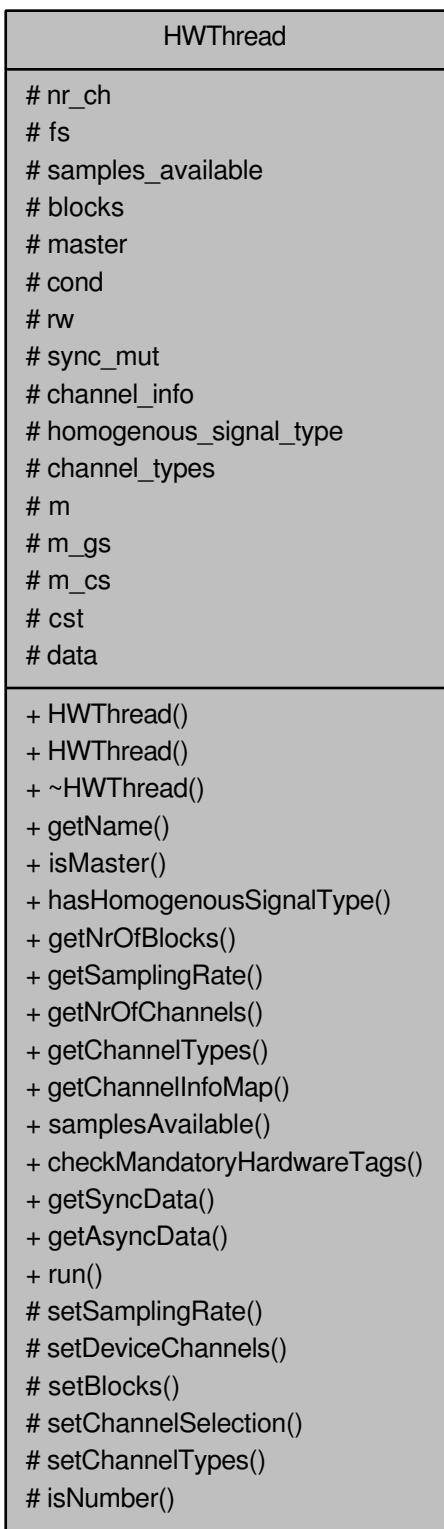 HWThread
# nr_ch
# fs
# samples_available
# blocks
# master
# cond
# rw
# sync_mut
# channel_info
# homogenous_signal_type
# channel_types
# m
# m_gs
# m_cs
# cst
# data
+ HWThread()
+ HWThread()
+ ~HWThread()
+ getName()
+ isMaster()
+ hasHomogenousSignalType()
+ getNrOfBlocks()
+ getSamplingRate()
+ getNrOfChannels()
+ getChannelTypes()
+ getChannelInfoMap()
+ samplesAvailable()
+ checkMandatoryHardwareTags()
+ getSyncData()
+ getAsyncData()
+ run()
# setSamplingRate()
# setDeviceChannels()
# setBlocks()
# setChannelSelection()
# setChannelTypes()
# isNumber()